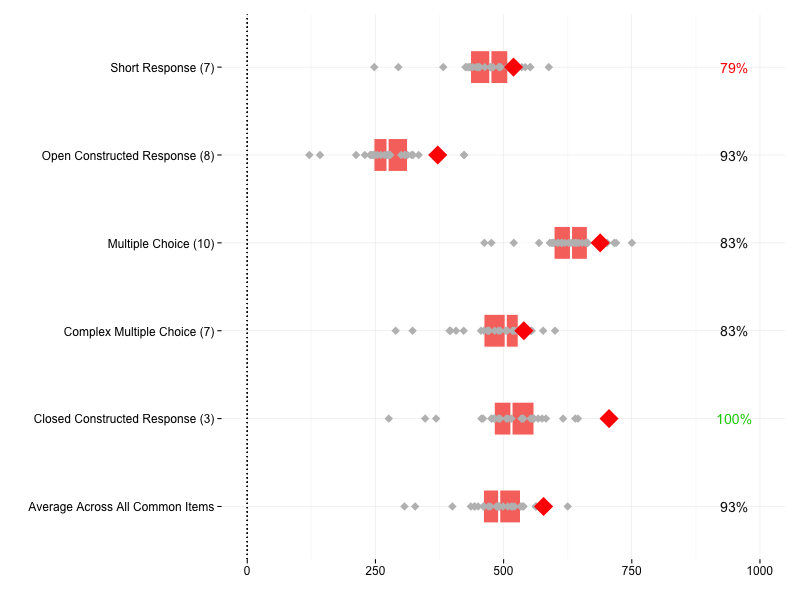 Short Response (7) 79%
Open Constructed Response (8) 93%
Multiple Choice (10) 83%
Complex Multiple Choice (7) 83%
Closed Constructed Response (3) 100%
Average Across All Common Items 93%
0 250 500 750 1000